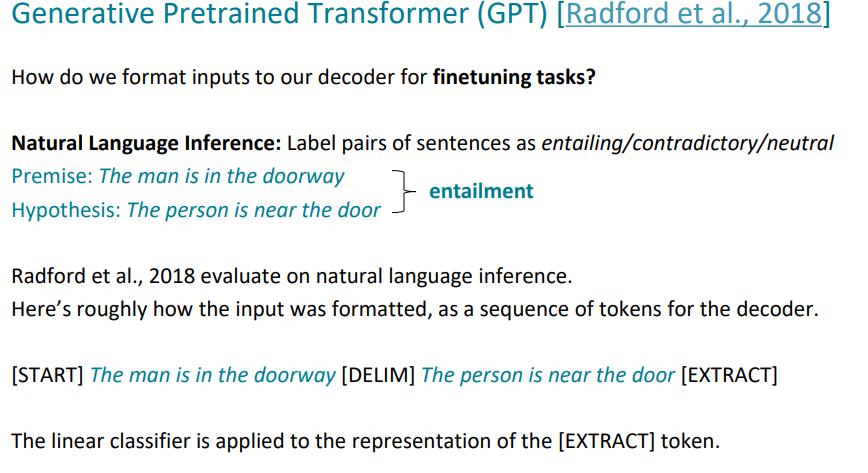 Generative Pretrained Transformer (GPT) [Radford et al., 2018]
How do we format inputs to our decoder for finetuning tasks?
Natural Language Inference: Label pairs of sentences as entailing/contradictory/neutral
Premise: The man is in the doorway
Hypothesis: The person is near the door
entailment
Radford et al., 2018 evaluate on natural language inference.
Here’s roughly how the input was formatted, as a sequence of tokens for the decoder.
[START] The man is in the doorway [DELIM] The person is near the door [EXTRACT]
The linear classifier is applied to the representation of the [EXTRACT] token.